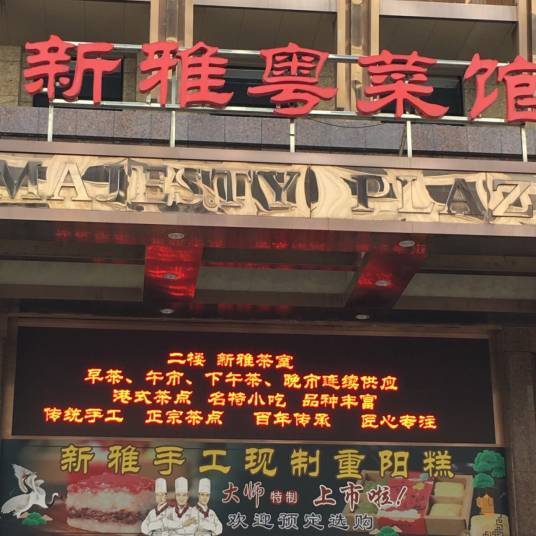 新雅粤菜馆
MAJESTY PLAZ
二楼 新雅茶室
早茶、午市、下午茶、晚市连续供应
港式茶点 名特小吃 品种丰富
传统手工 正宗茶点 百年传承 匠心专注
新雅手工现制重阳糕
大师特制 上市啦!
欢迎预定选购